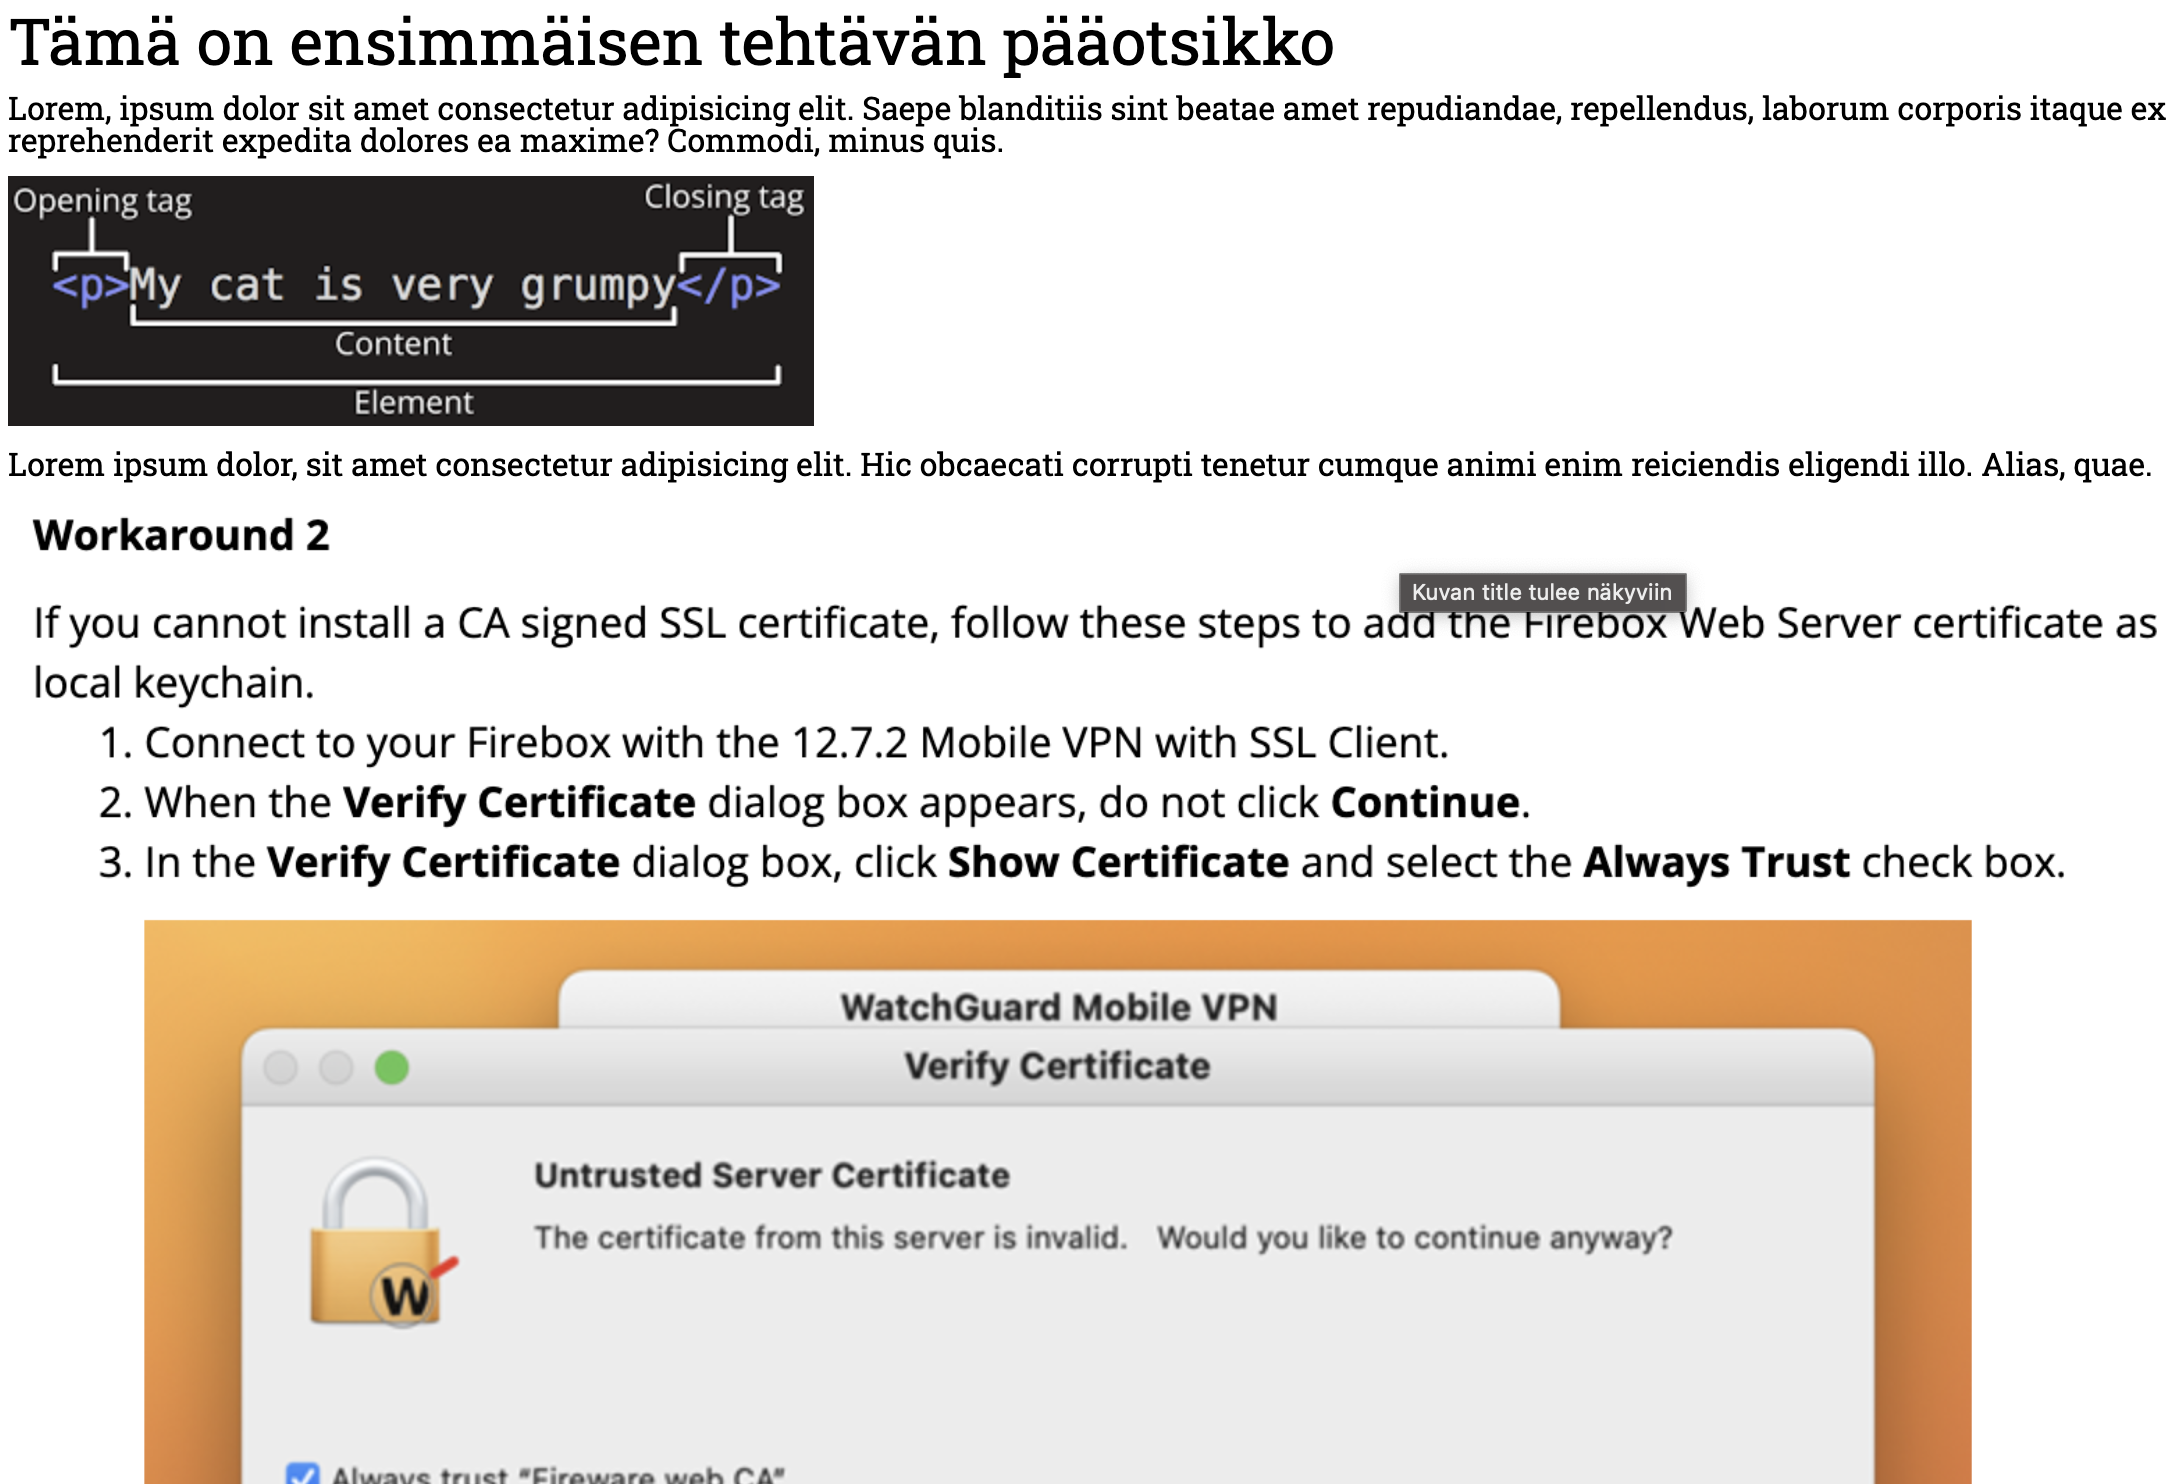 Tämä on ensimmäisen tehtävän pääotsikko
Lorem, ipsum dolor sit amet consectetur adipisicing elit. Saepe blanditiis sint beatae amet repudiandae, repellendus, laborum corporis itaque ex
reprehenderit expedita dolores ea maxime? Commodi, minus quis.
Opening tag
Closing tag
<p>My cat is very grumpy</p>
Content
Element
Lorem ipsum dolor, sit amet consectetur adipisicing elit. Hic obcaecati corrupti tenetur cumque animi enim reiciendis eligendi illo. Alias, quae.
Workaround 2
Kuvan title tulee näkyviin
If you cannot install a CA signed SSL certificate, follow these steps to add the Firebox Web Server certificate as
local keychain.
1. Connect to your Firebox with the 12.7.2 Mobile VPN with SSL Client.
2. When the Verify Certificate dialog box appears, do not click Continue.
3. In the Verify Certificate dialog box, click Show Certificate and select the Always Trust check box.
WatchGuard Mobile VPN
Verify Certificate
Untrusted Server Certificate
The certificate from this server is invalid. Would you like to continue anyway?
W
Always trust "Fireware web CA"